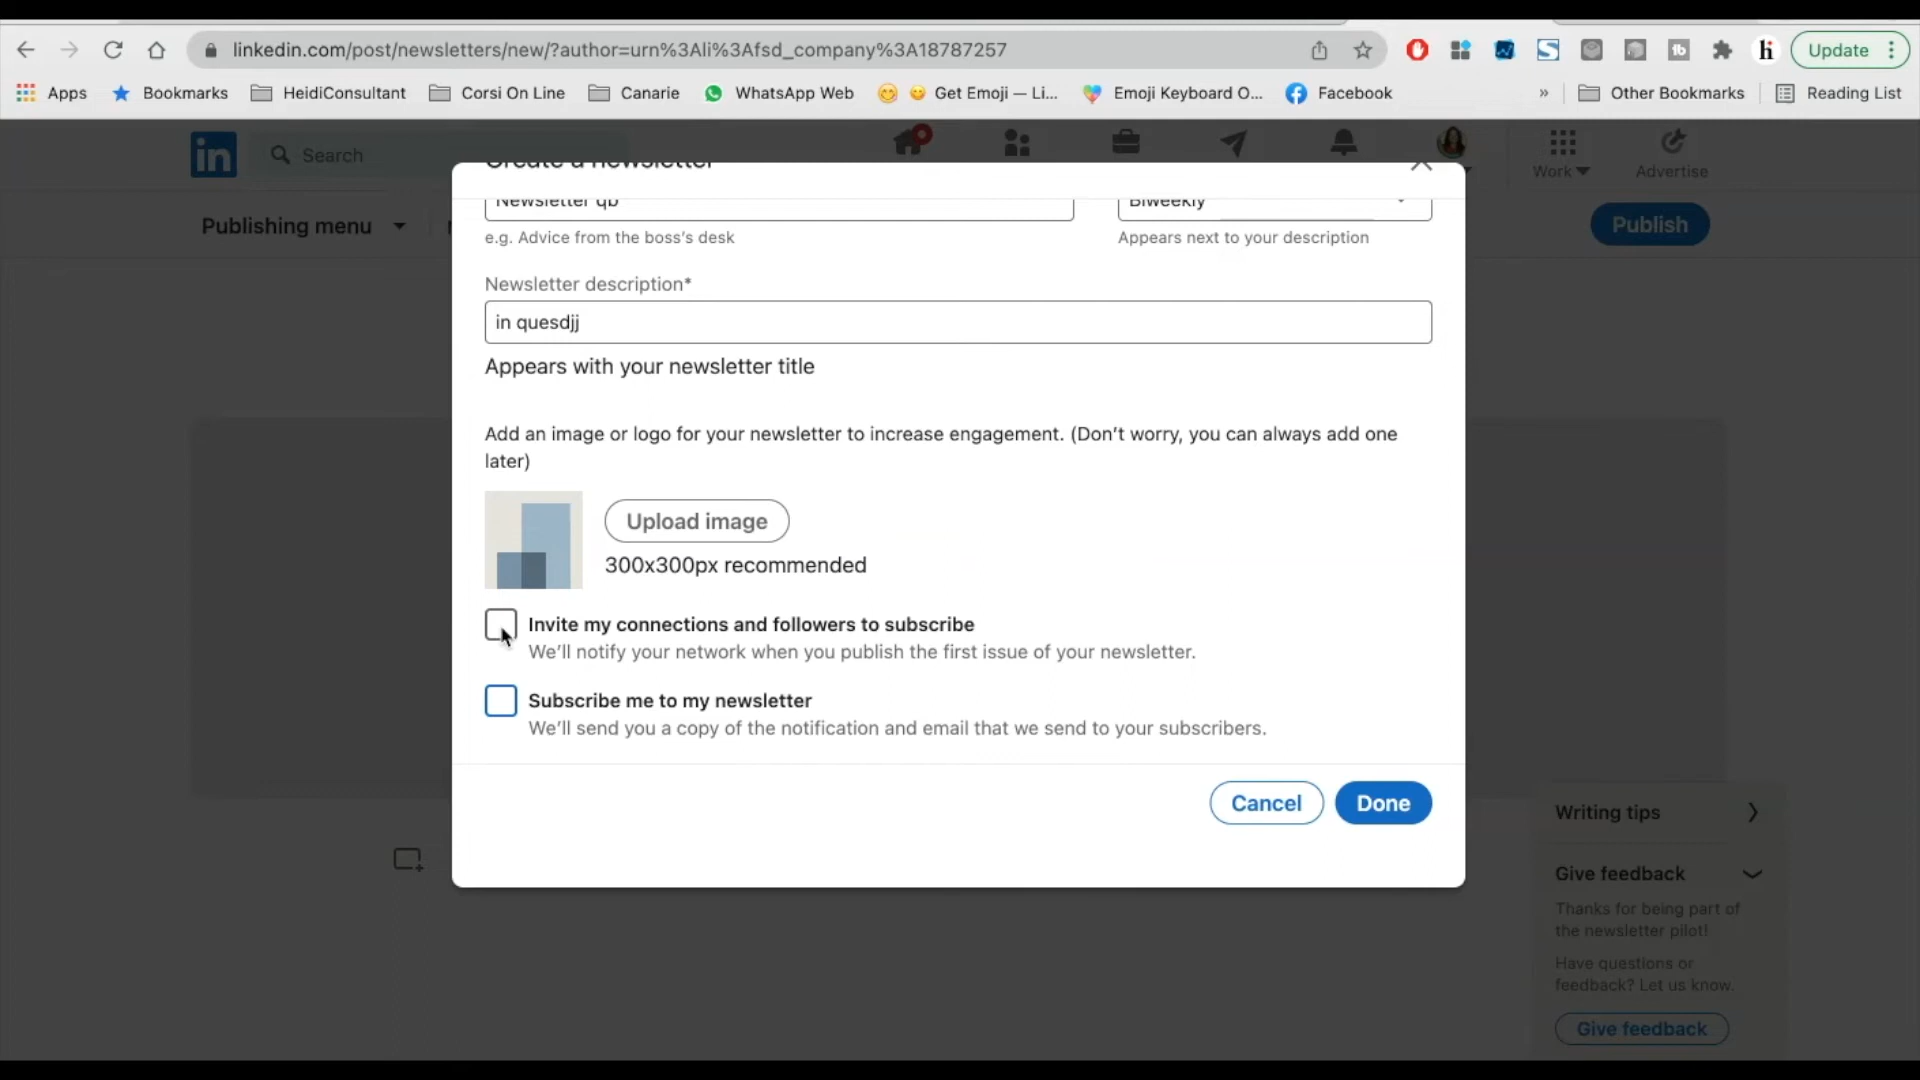 linkedin.com/post/newsletters/new/?author=urn%3Ali%3Afsd_company%3A18787257
Update
Apps
Bookmarks
HeidiConsultant
Corsi On Line
Canarie
WhatsApp Web
Get Emoji — Li...
Emoji Keyboard O...
Facebook
»
Other Bookmarks
Reading List
in
Search
Work
Advertise
Publishing menu
Publish
Create a newsletter
Newsletter qb
Biweekly
e.g. Advice from the boss's desk
Appears next to your description
Newsletter description*
in quesdjj
Appears with your newsletter title
Add an image or logo for your newsletter to increase engagement. (Don't worry, you can always add one
later)
Upload image
300x300px recommended
Invite my connections and followers to subscribe
We'll notify your network when you publish the first issue of your newsletter.
Subscribe me to my newsletter
We'll send you a copy of the notification and email that we send to your subscribers.
Cancel
Done
Writing tips
Give feedback
Thanks for being part of
the newsletter pilot!
Have questions or
feedback? Let us know.
Give feedback